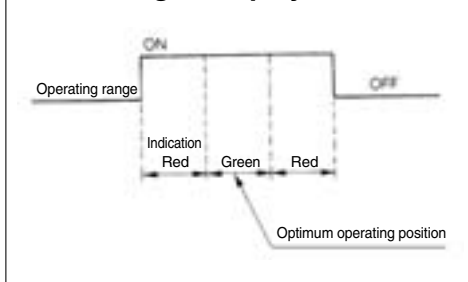 ON
Operating range
OFF
Indication
Red Green Red
Optimum operating position